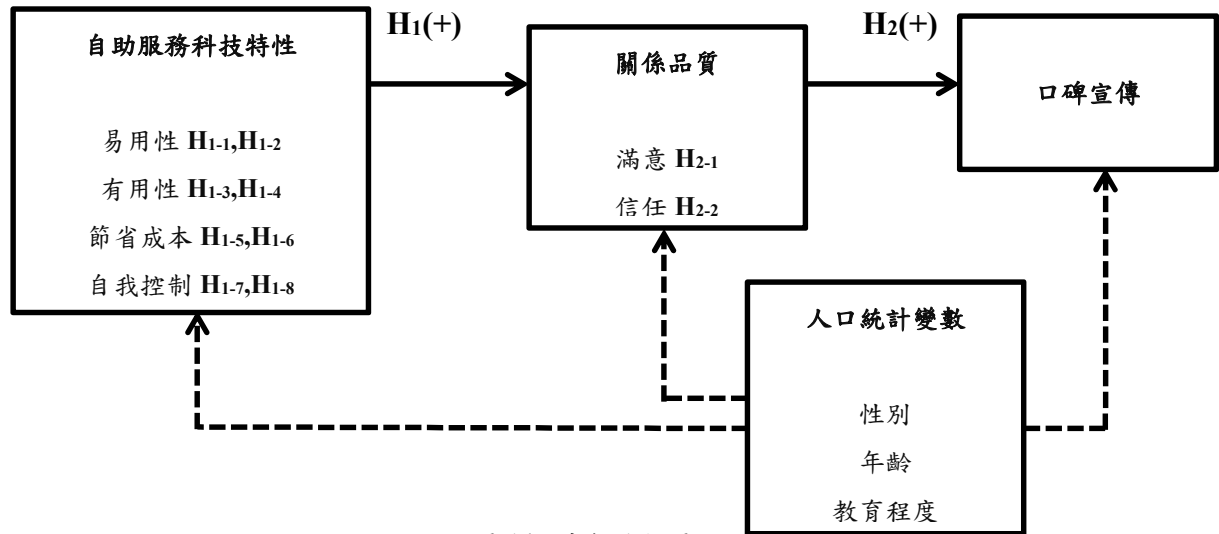 H1(+)
H2(+)
自助服務科技特性
易用性 H1-1,H1-2
有用性 H1-3,H1-4
節省成本 H1-5,H1-6
自我控制 H1-7,H1-8
關係品質
滿意 H2-1
信任 H2-2
口碑宣傳
人口統計變數
性別
年齡
教育程度